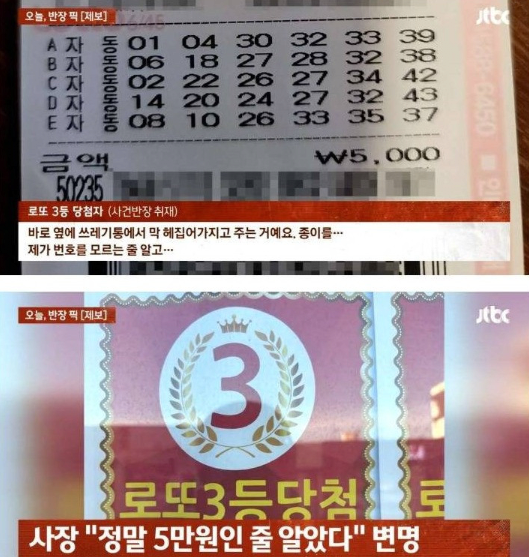 오늘, 반장 픽 [제보]
jtbc
A 자동 01 04 30 32 33 39
B 자동 06 18 27 28 32 38
C 자동 02 22 26 27 34 42
D 자동 14 20 24 27 32 43
E 자동 08 10 26 33 35 37
금액 ₩5,000
50235
로또 3등 당첨자 (사건반장 취재)
바로 옆에 쓰레기통에서 막 헤집어가지고 주는 거예요. 종이를…
제가 번호를 모르는 줄 알고…
오늘, 반장 픽 [제보]
jtbc
3
로또3등당첨
로
사장 "정말 5만원인 줄 알았다" 변명